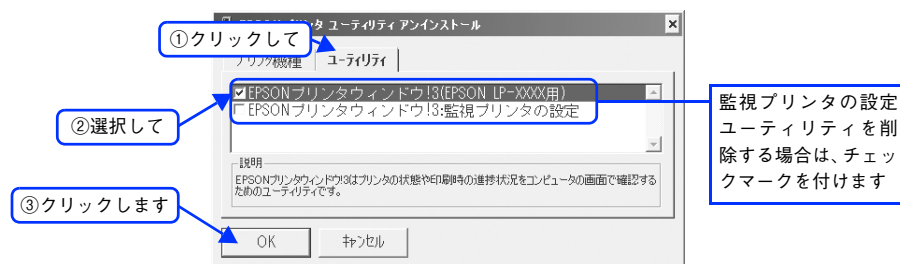 EPSON プリンタ ユーティリティ アンインストール
①クリックして
プリンタ機種
ユーティリティ
EPSONプリンタウィンドウ!3(EPSON LP-XXXX用)
EPSONプリンタウィンドウ!3:監視プリンタの設定
②選択して
監視プリンタの設定
ユーティリティを削
除する場合は、チェッ
クマークを付けます
説明
EPSONプリンタウィンドウ!3はプリンタの状態や印刷時の進捗状況をコンピュータの画面で確認する
ためのユーティリティです。
③クリックします
OK
キャンセル